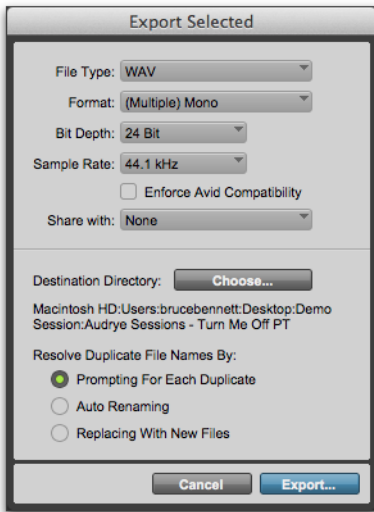 Export Selected
File Type: WAV
Format: (Multiple) Mono
Bit Depth: 24 Bit
Sample Rate: 44.1 kHz
Enforce Avid Compatibility
Share with: None
Destination Directory: Choose...
Macintosh HD:Users:brucebennett:Desktop:Demo
Session:Audrye Sessions - Turn Me Off PT
Resolve Duplicate File Names By:
Prompting For Each Duplicate
Auto Renaming
Replacing With New Files
Cancel Export...